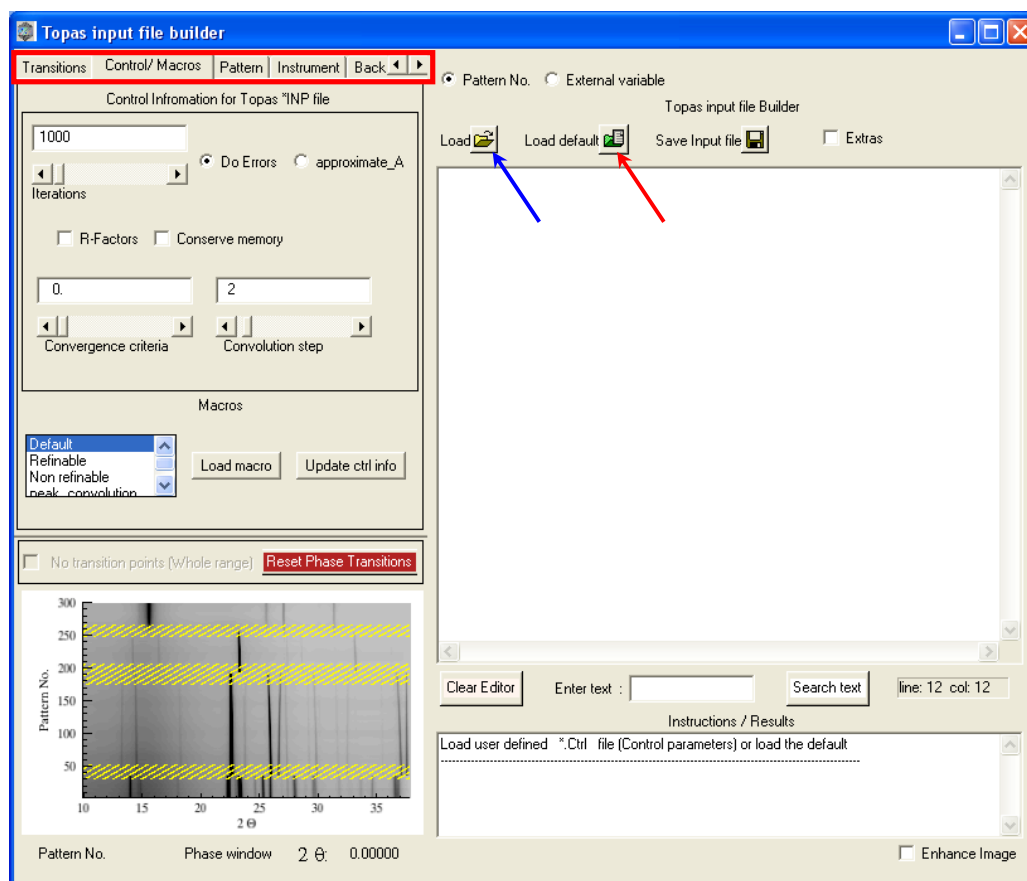 Topas input file builder
Transitions Control/ Macros Pattern Instrument Back
Control Infromation for Topas *INP file
1000
Do Errors approximate_A
Iterations
R-Factors Conserve memory
0. 2
Convergence criteria Convolution step
Macros
Default
Refinable
Non refinable
peak_convolution
Load macro Update ctrl info
No transition points (Whole range) Reset Phase Transitions
300
250
200
150
100
50
Pattern No.
10 15 20 25 30 35
2 Θ
Pattern No. Phase window 2 θ: 0.00000
Pattern No. External variable
Topas input file Builder
Load Load default Save Input file Extras
Clear Editor Enter text : Search text line: 12 col: 12
Instructions / Results
Load user defined *.Ctrl file (Control parameters) or load the default
Enhance Image